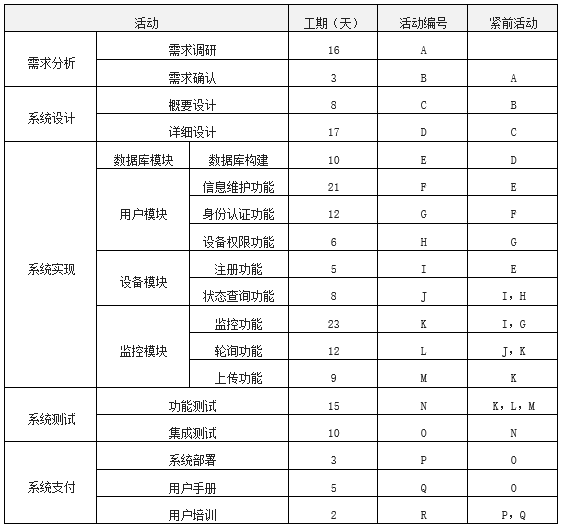 活动 工期（天） 活动编号 紧前活动
需求分析 需求调研 16 A
需求确认 3 B A
系统设计 概要设计 8 C B
详细设计 17 D C
系统实现 数据库模块 数据库构建 10 E D
用户模块 信息维护功能 21 F E
身份认证功能 12 G F
设备权限功能 6 H G
设备模块 注册功能 5 I E
状态查询功能 8 J I，H
监控模块 监控功能 23 K I，G
轮询功能 12 L J，K
上传功能 9 M K
系统测试 功能测试 15 N K，L，M
集成测试 10 O N
系统支付 系统部署 3 P O
用户手册 5 Q O
用户培训 2 R P，Q